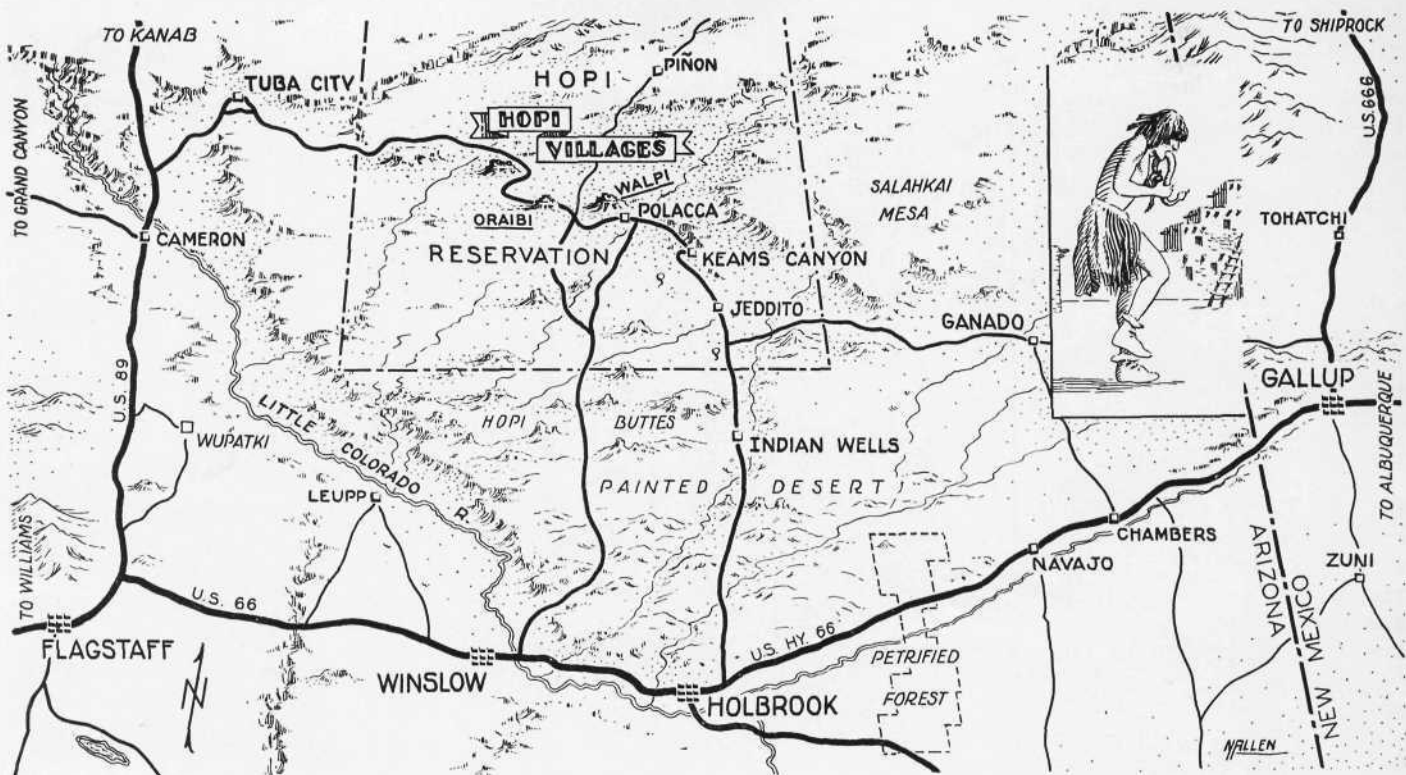 TO KANAB
TO SHIPROCK
TUBA CITY
HOPI
PIÑON
U.S. 666
HOPI
VILLAGES
TO GRAND CANYON
WALPI
SALAHKAI
MESA
ORAIBI
POLACCA
TOHATCHI
CAMERON
RESERVATION
KEAMS CANYON
JEDDITO
GANADO
GALLUP
U.S. 89
LITTLE COLORADO R.
HOPI BUTTES
WUPATKI
INDIAN WELLS
TO ALBUQUERQUE
LEUPP
PAINTED DESERT
CHAMBERS
NAVAJO
ARIZONA
NEW MEXICO
ZUNI
TO WILLIAMS
U.S. 66
U.S. HY. 66
FLAGSTAFF
N
PETRIFIED
FOREST
WINSLOW
HOLBROOK
NALLEN